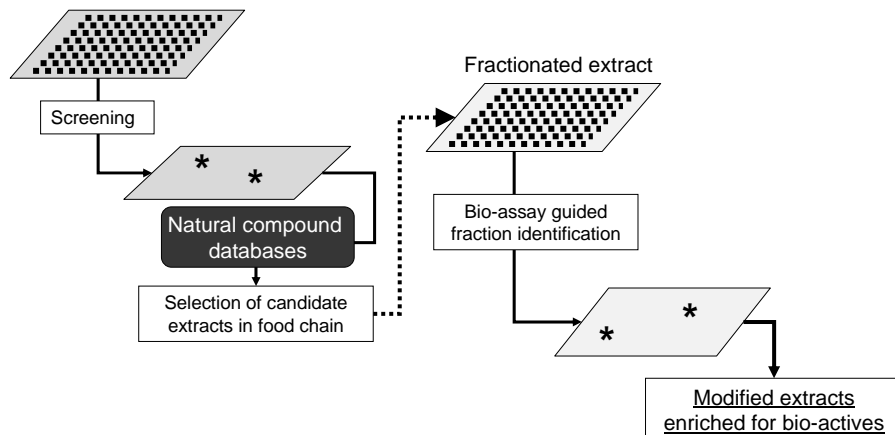 Screening
*
*
Natural compound
databases
Selection of candidate
extracts in food chain
Fractionated extract
Bio-assay guided
fraction identification
*
*
Modified extracts
enriched for bio-actives